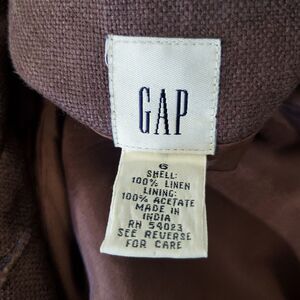 GAP
6
SHELL:
100% LINEN
LINING:
100% ACETATE
MADE IN
INDIA
RN 54023
SEE REVERSE
FOR CARE